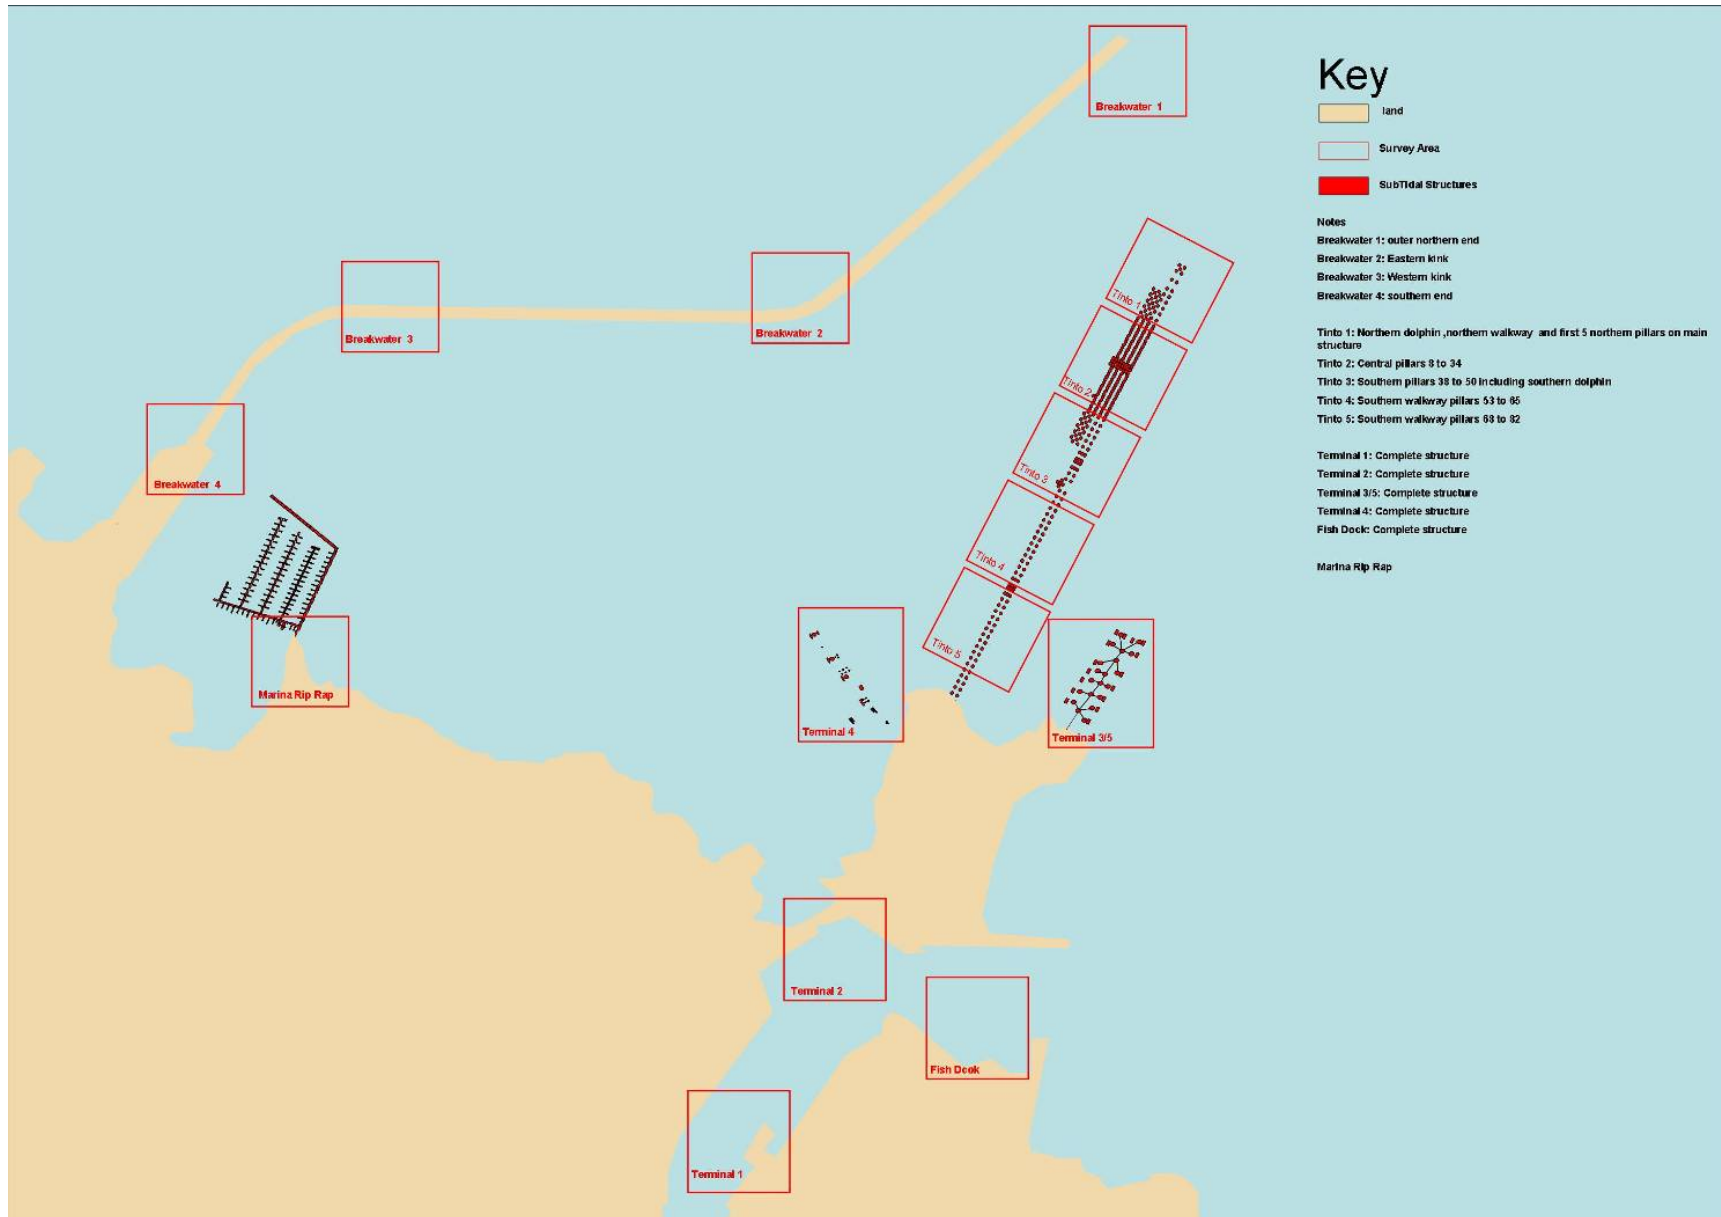 Breakwater 1
Key
land
Survey Area
SubTidal Structures
Notes
Breakwater 1: outer northern end
Breakwater 2: Eastern kink
Breakwater 3: Western kink
Breakwater 4: southern end
Tinto 1: Northern dolphin ,northern walkway and first 5 northern pillars on main
structure
Tinto 2: Central pillars 8 to 34
Tinto 3: Southern pillars 38 to 50 including southern dolphin
Tinto 4: Southern walkway pillars 53 to 65
Tinto 5: Southern walkway pillars 68 to 82
Terminal 1: Complete structure
Terminal 2: Complete structure
Terminal 3/5: Complete structure
Terminal 4: Complete structure
Fish Dock: Complete structure
Marina Rip Rap
Tinto 1
Breakwater 2
Breakwater 3
Tinto 2
Tinto 3
Breakwater 4
Tinto 4
Tinto 5
Marina Rip Rap
Terminal 4
Terminal 3/5
Terminal 2
Fish Dock
Terminal 1